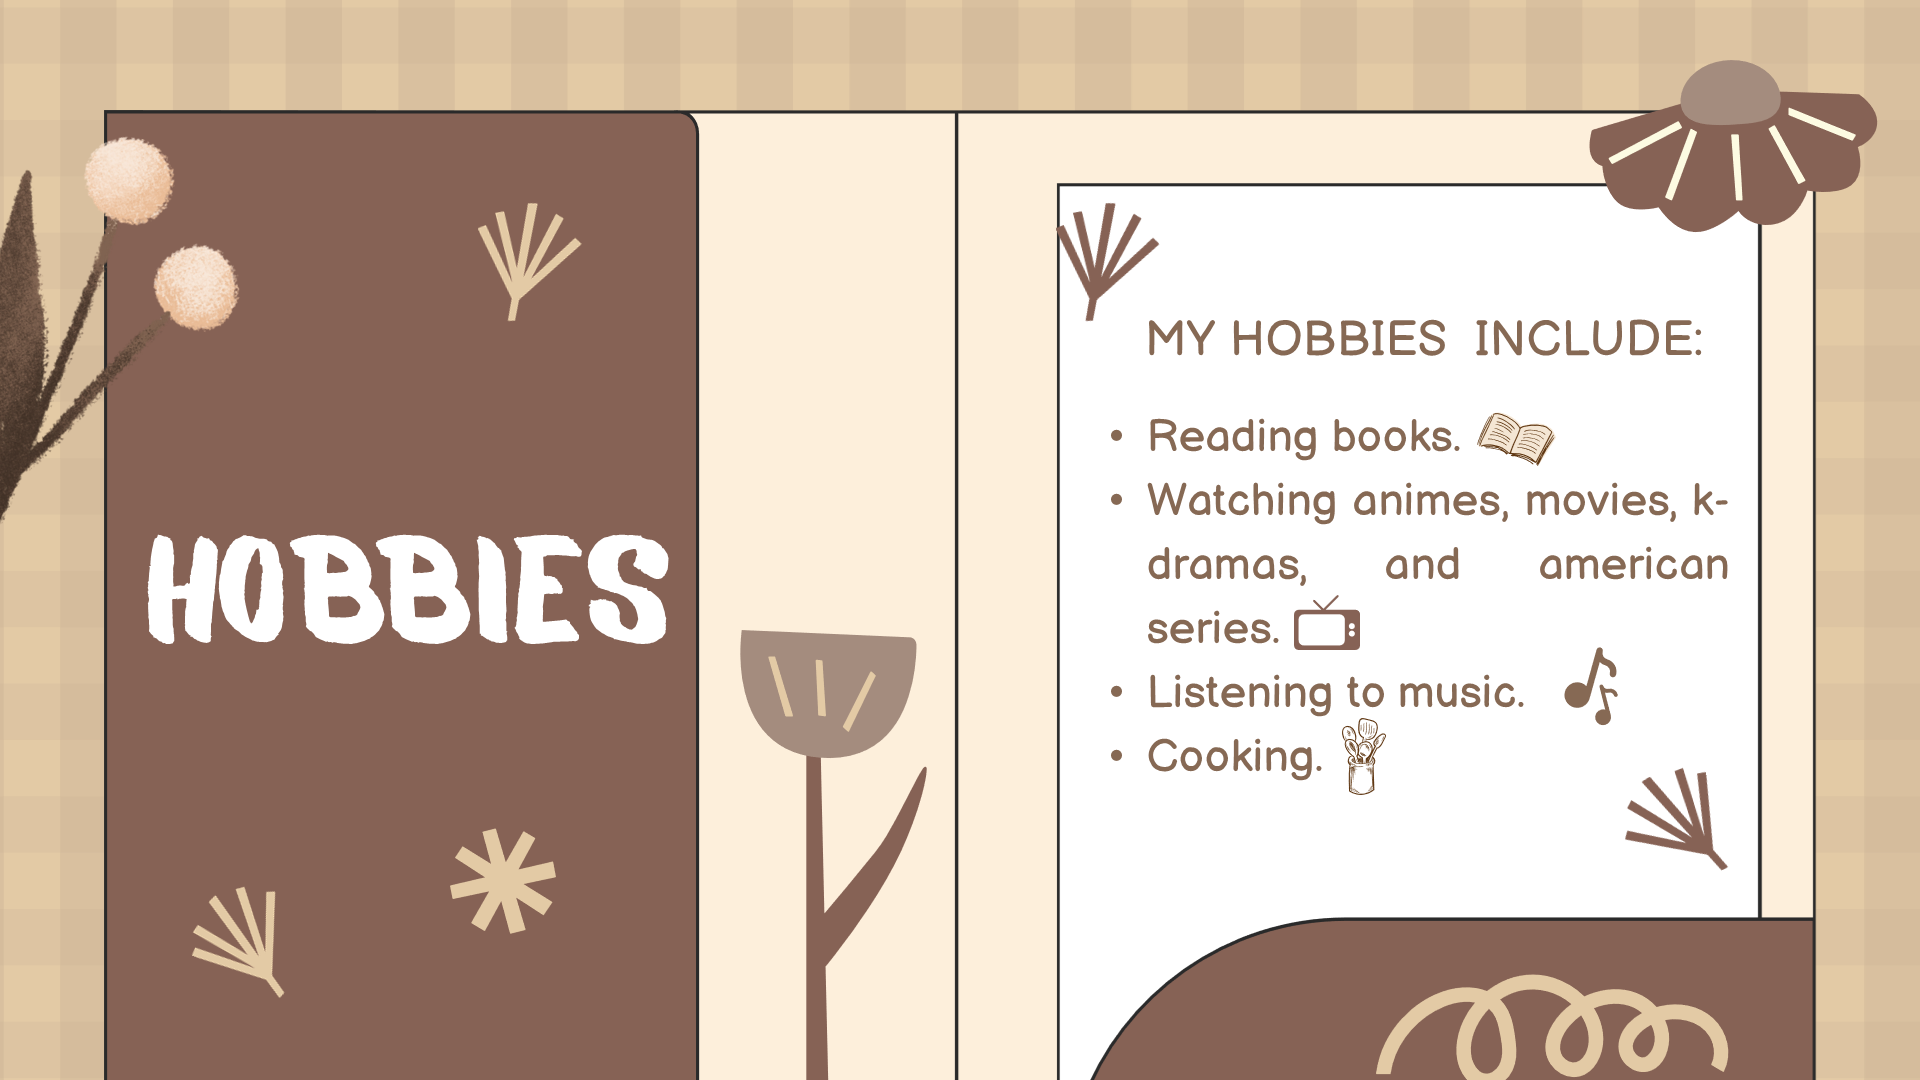 HOBBIES
MY HOBBIES INCLUDE:
• Reading books.
• Watching animes, movies, k-
dramas, and american
series.
• Listening to music.
• Cooking.